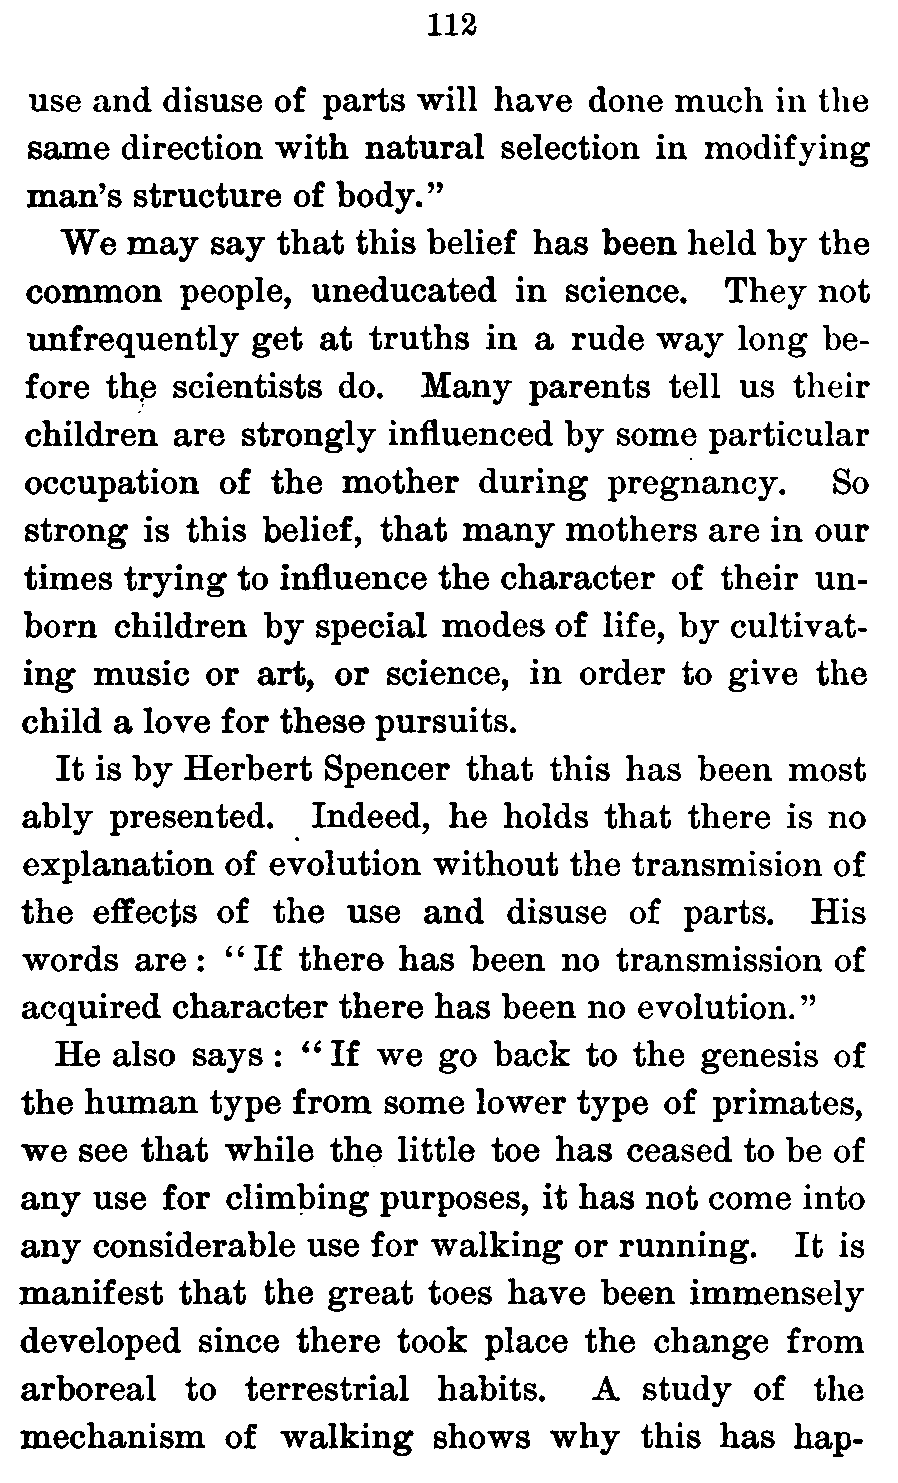 112
use and disuse of parts will have done much in the
same direction with natural selection in modifying
man's structure of body."
We may say that this belief has been held by the
common people, uneducated in science. They not
unfrequently get at truths in a rude way long be-
fore the scientists do. Many parents tell us their
children are strongly influenced by some particular
occupation of the mother during pregnancy. So
strong is this belief, that many mothers are in our
times trying to influence the character of their un-
born children by special modes of life, by cultivat-
ing music or art, or science, in order to give the
child a love for these pursuits.
It is by Herbert Spencer that this has been most
ably presented. Indeed, he holds that there is no
explanation of evolution without the transmision of
the effects of the use and disuse of parts. His
words are : "If there has been no transmission of
acquired character there has been no evolution."
He also says : "If we go back to the genesis of
the human type from some lower type of primates,
we see that while the little toe has ceased to be of
any use for climbing purposes, it has not come into
any considerable use for walking or running. It is
manifest that the great toes have been immensely
developed since there took place the change from
arboreal to terrestrial habits. A study of the
mechanism of walking shows why this has hap-